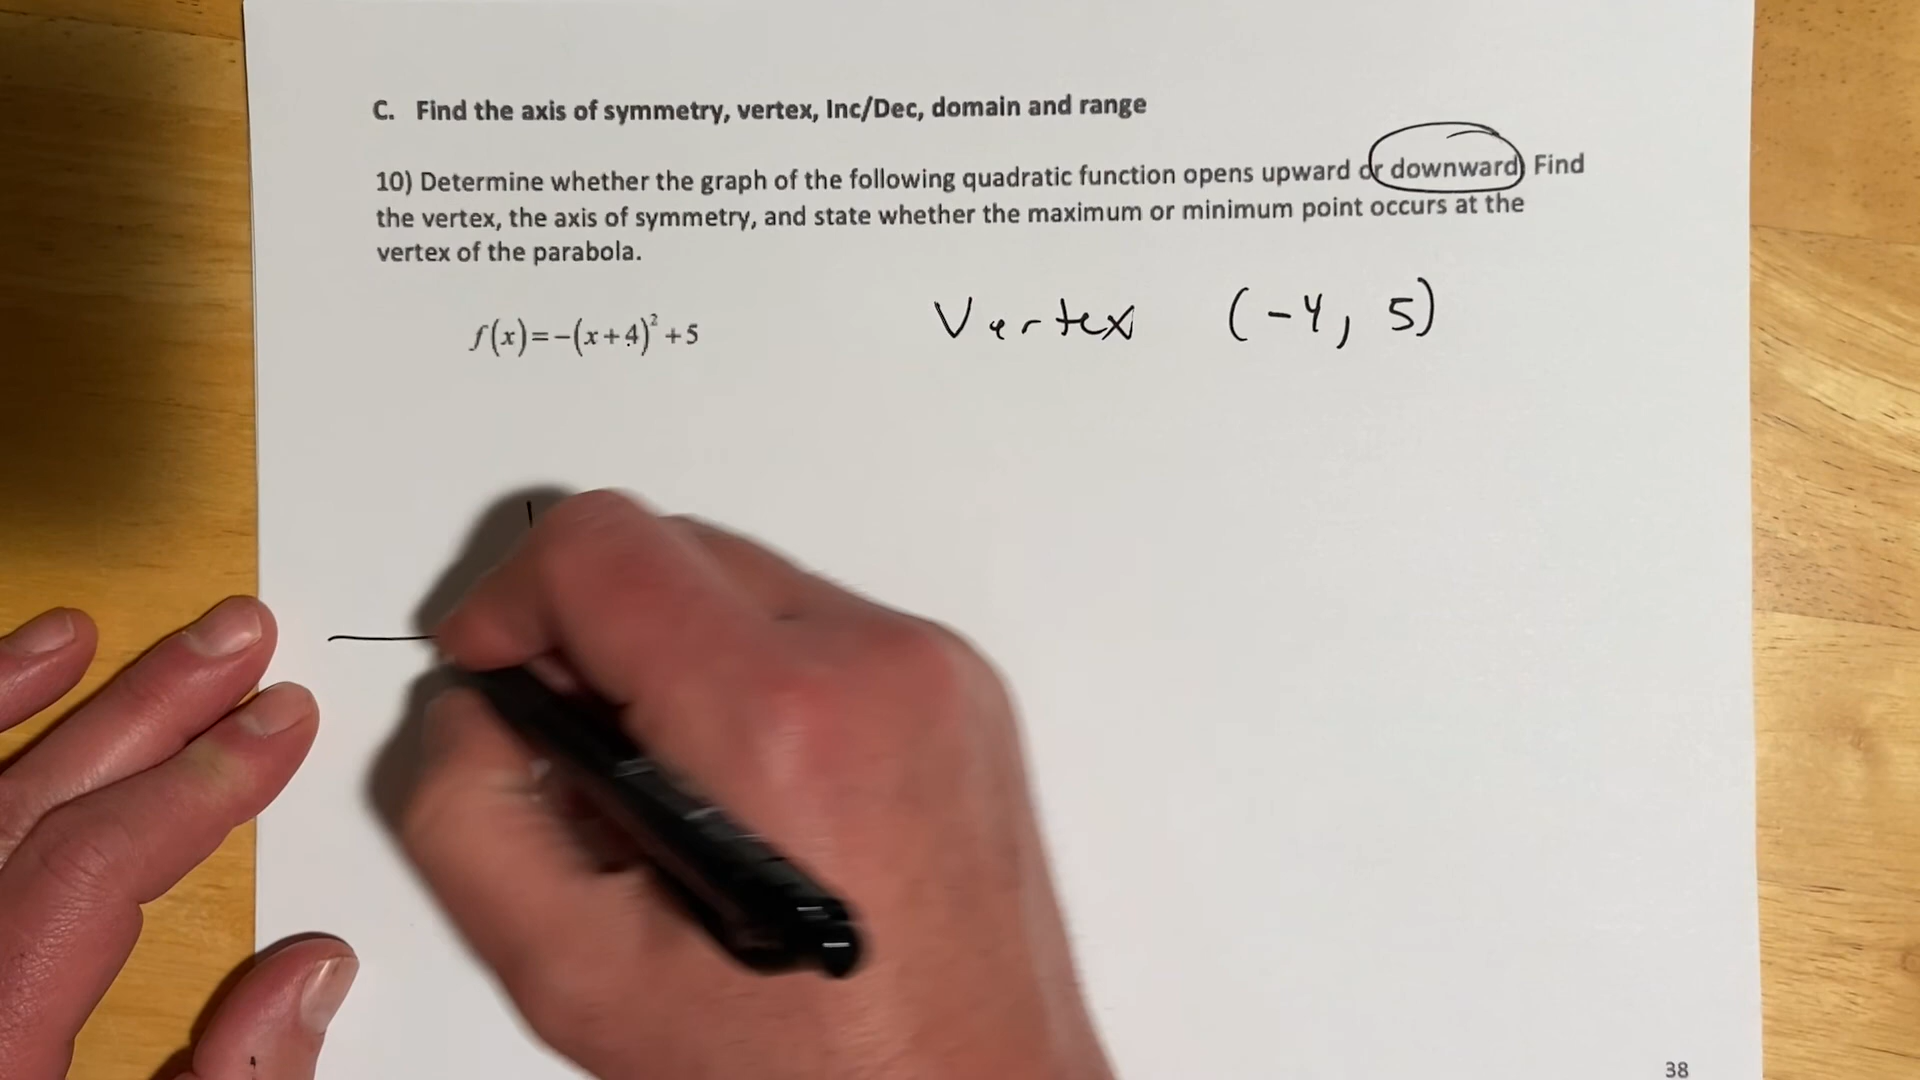 C. Find the axis of symmetry, vertex, Inc/Dec, domain and range
10) Determine whether the graph of the following quadratic function opens upward or downward. Find
the vertex, the axis of symmetry, and state whether the maximum or minimum point occurs at the
vertex of the parabola.
f(x)=-(x+4)²+5
Vertex (-4, 5)
38